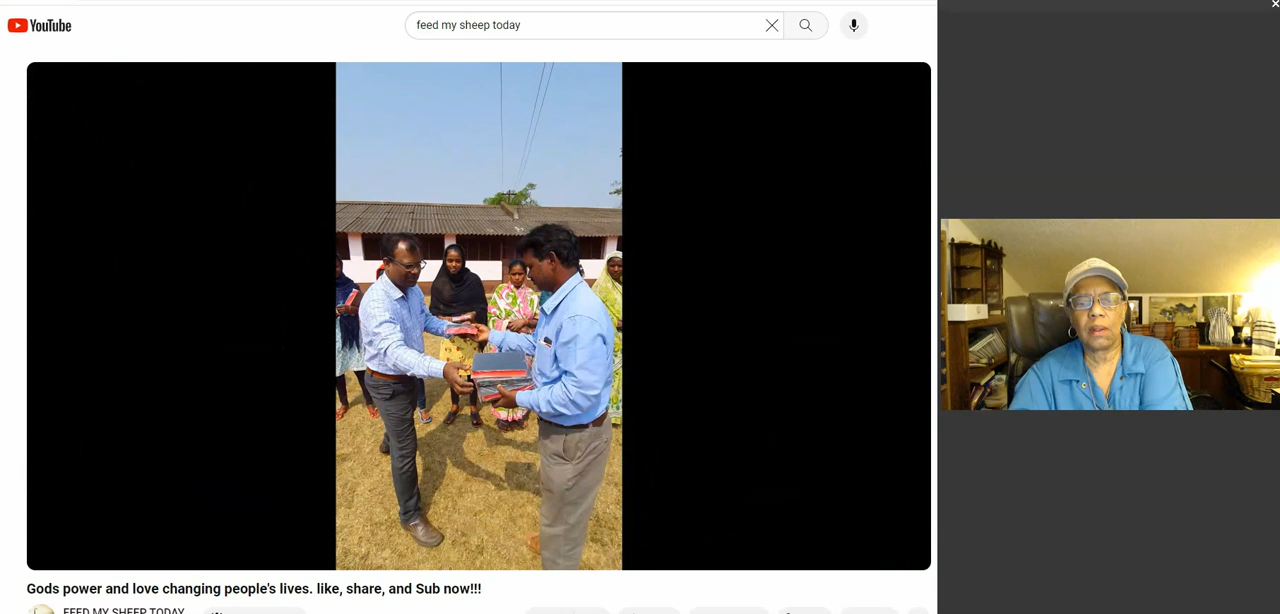 YouTube
feed my sheep today
Gods power and love changing people's lives. like, share, and Sub now!!!
FEED MY SHEEP TODAY